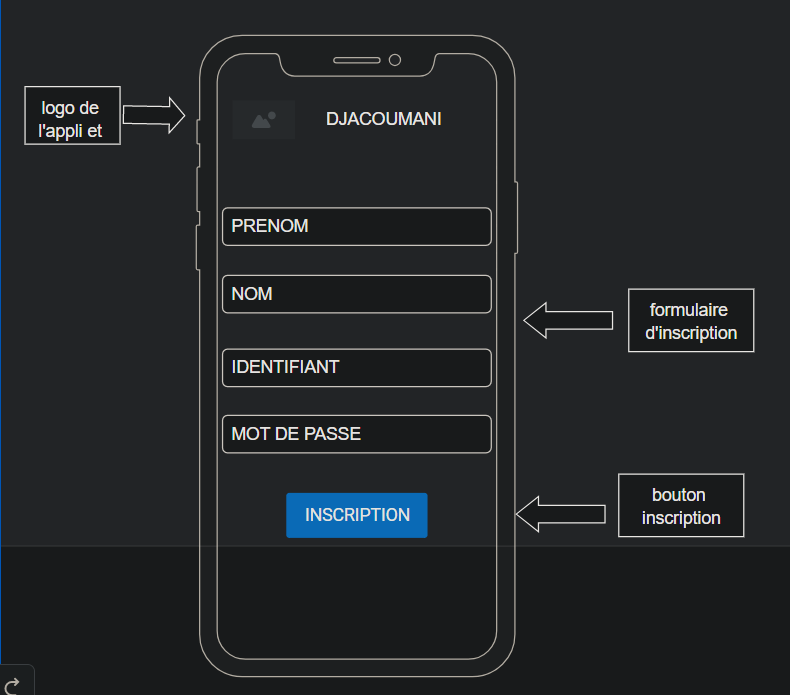 logo de
l'appli et
DJACOUMANI
PRENOM
NOM
formulaire
d'inscription
IDENTIFIANT
MOT DE PASSE
INSCRIPTION
bouton
inscription